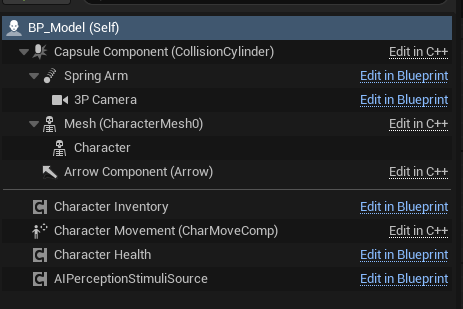 BP_Model (Self)
Capsule Component (CollisionCylinder) Edit in C++
Spring Arm Edit in Blueprint
3P Camera Edit in Blueprint
Mesh (CharacterMesh0) Edit in C++
Character
Arrow Component (Arrow) Edit in C++
Character Inventory Edit in Blueprint
Character Movement (CharMoveComp) Edit in C++
Character Health Edit in Blueprint
AIPerceptionStimuliSource Edit in Blueprint